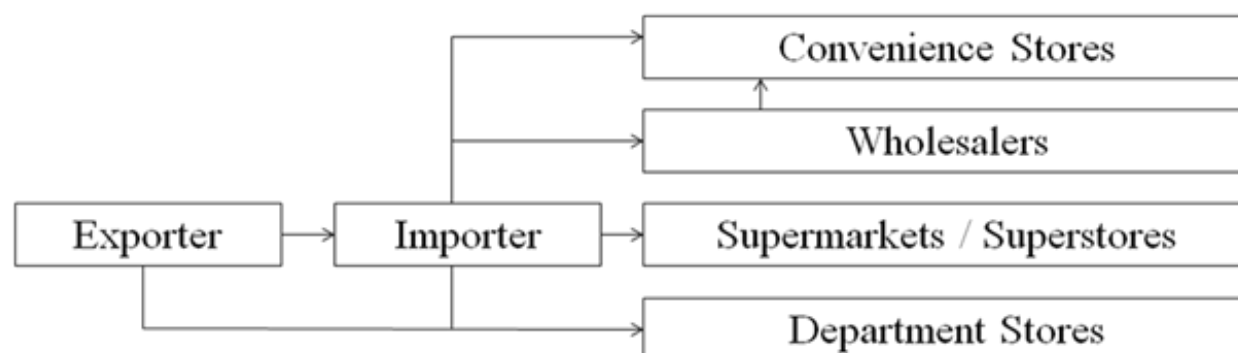 Convenience Stores
Wholesalers
Exporter
Importer
Supermarkets / Superstores
Department Stores